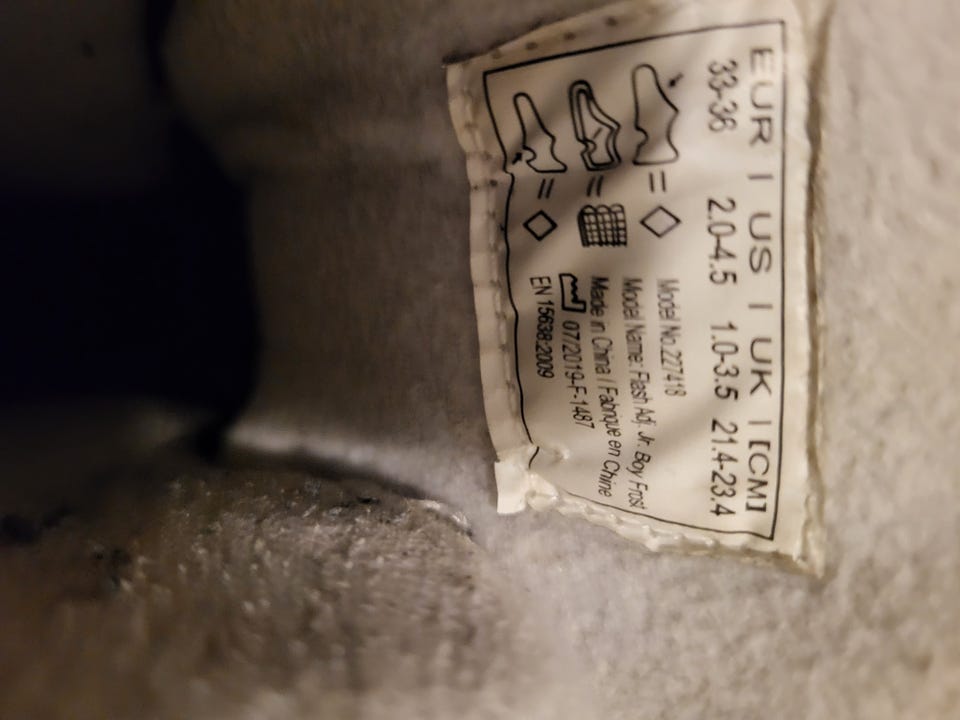 EUR | US | UK | [CM]
33-36 2.0-4.5 1.0-3.5 21.4-23.4
Model No.227418
Model Name: Flash Adj. Jr. Boy Frost
Made in China / Fabrique en Chine
07/2019-F-1487
EN 15638:2009